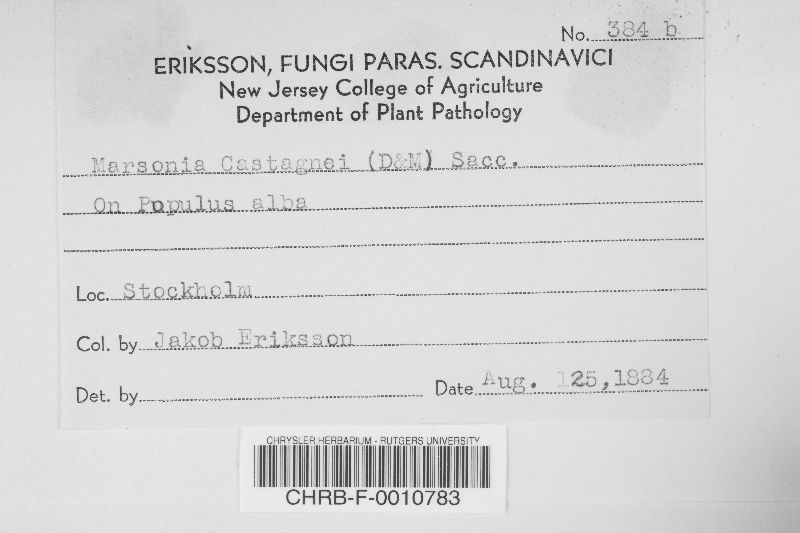 No. 384 b
ERIKSSON, FUNGI PARAS. SCANDINAVICI
New Jersey College of Agriculture
Department of Plant Pathology
Marsonia Castagnei (D&M) Sacc.
On Populus alba
Loc. Stockholm
Col. by Jakob Eriksson
Det. by
Date Aug. 25, 1884
CHRYSLER HERBARIUM - RUTGERS UNIVERSITY
CHRB-F-0010783